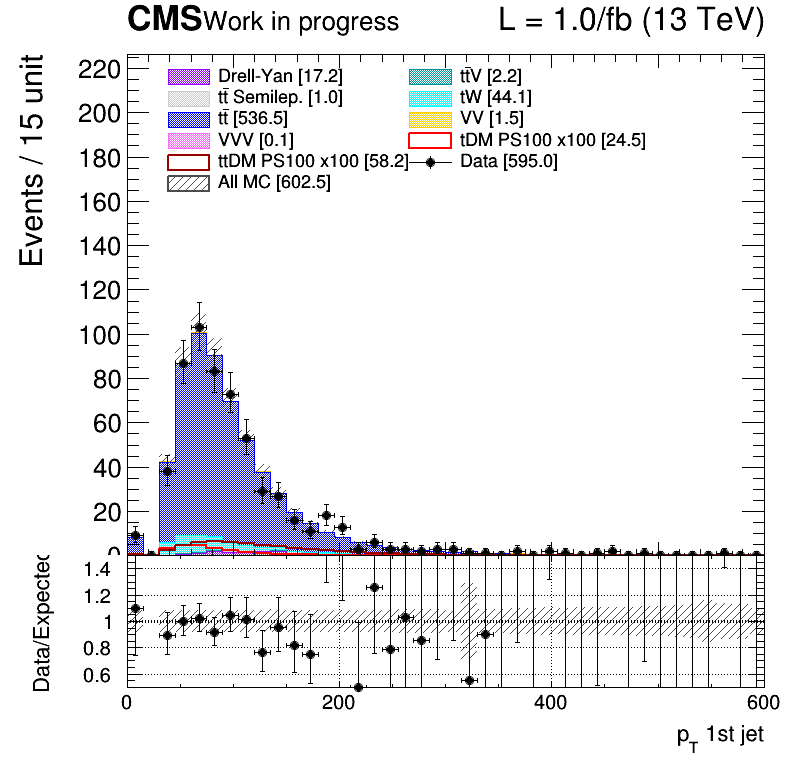 CMS Work in progress L = 1.0/fb (13 TeV)
Events / 15 unit
220
200
180
160
140
120
100
80
60
40
20
0
Drell-Yan [17.2]
tt̄ Semilep. [1.0]
tt̄ [536.5]
VVV [0.1]
ttDM PS100 x100 [58.2]
All MC [602.5]
tt̄V [2.2]
tW [44.1]
VV [1.5]
tDM PS100 x100 [24.5]
Data [595.0]
Data/Expected
1.4
1.2
1
0.8
0.6
0 200 400 600
p_T 1st jet